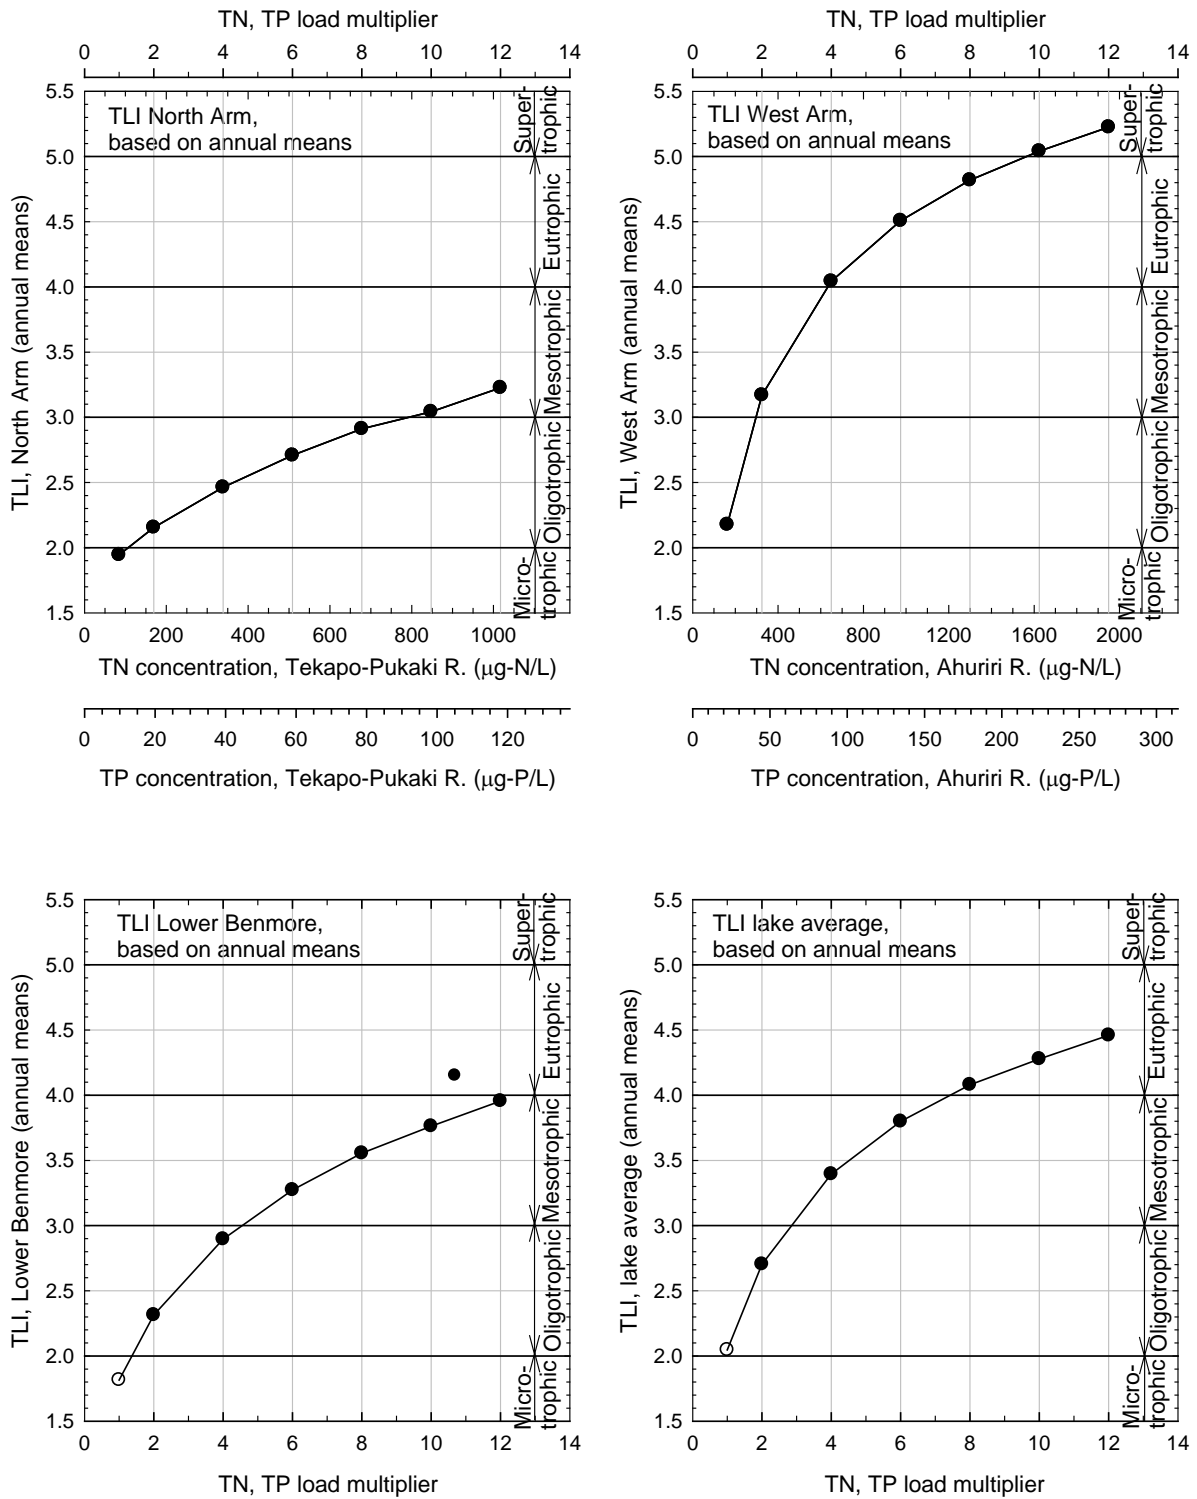 TN, TP load multiplier
0 2 4 6 8 10 12 14
TLI North Arm,
based on annual means
5.5
5.0
4.5
4.0
3.5
3.0
2.5
2.0
1.5
TLI, North Arm (annual means)
Super-
trophic
Eutrophic
Mesotrophic
Oligotrophic
Micro-
trophic
0 200 400 600 800 1000
TN concentration, Tekapo-Pukaki R. (μg-N/L)
0 20 40 60 80 100 120
TP concentration, Tekapo-Pukaki R. (μg-P/L)
TN, TP load multiplier
0 2 4 6 8 10 12 14
TLI West Arm,
based on annual means
5.5
5.0
4.5
4.0
3.5
3.0
2.5
2.0
1.5
TLI, West Arm (annual means)
Super-
trophic
Eutrophic
Mesotrophic
Oligotrophic
Micro-
trophic
0 400 800 1200 1600 2000
TN concentration, Ahuriri R. (μg-N/L)
0 50 100 150 200 250 300
TP concentration, Ahuriri R. (μg-P/L)
TLI Lower Benmore,
based on annual means
5.5
5.0
4.5
4.0
3.5
3.0
2.5
2.0
1.5
TLI, Lower Benmore (annual means)
Super-
trophic
Eutrophic
Mesotrophic
Oligotrophic
Micro-
trophic
0 2 4 6 8 10 12 14
TN, TP load multiplier
TLI lake average,
based on annual means
5.5
5.0
4.5
4.0
3.5
3.0
2.5
2.0
1.5
TLI, lake average (annual means)
Super-
trophic
Eutrophic
Mesotrophic
Oligotrophic
Micro-
trophic
0 2 4 6 8 10 12 14
TN, TP load multiplier